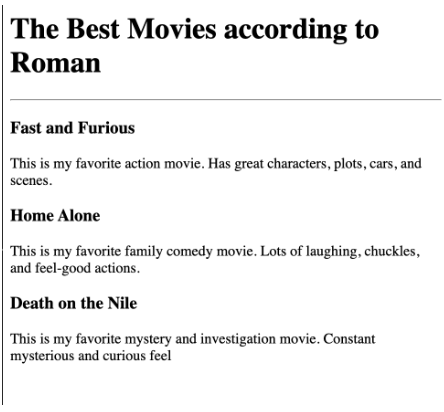 The Best Movies according to
Roman
Fast and Furious
This is my favorite action movie. Has great characters, plots, cars, and
scenes.
Home Alone
This is my favorite family comedy movie. Lots of laughing, chuckles,
and feel-good actions.
Death on the Nile
This is my favorite mystery and investigation movie. Constant
mysterious and curious feel